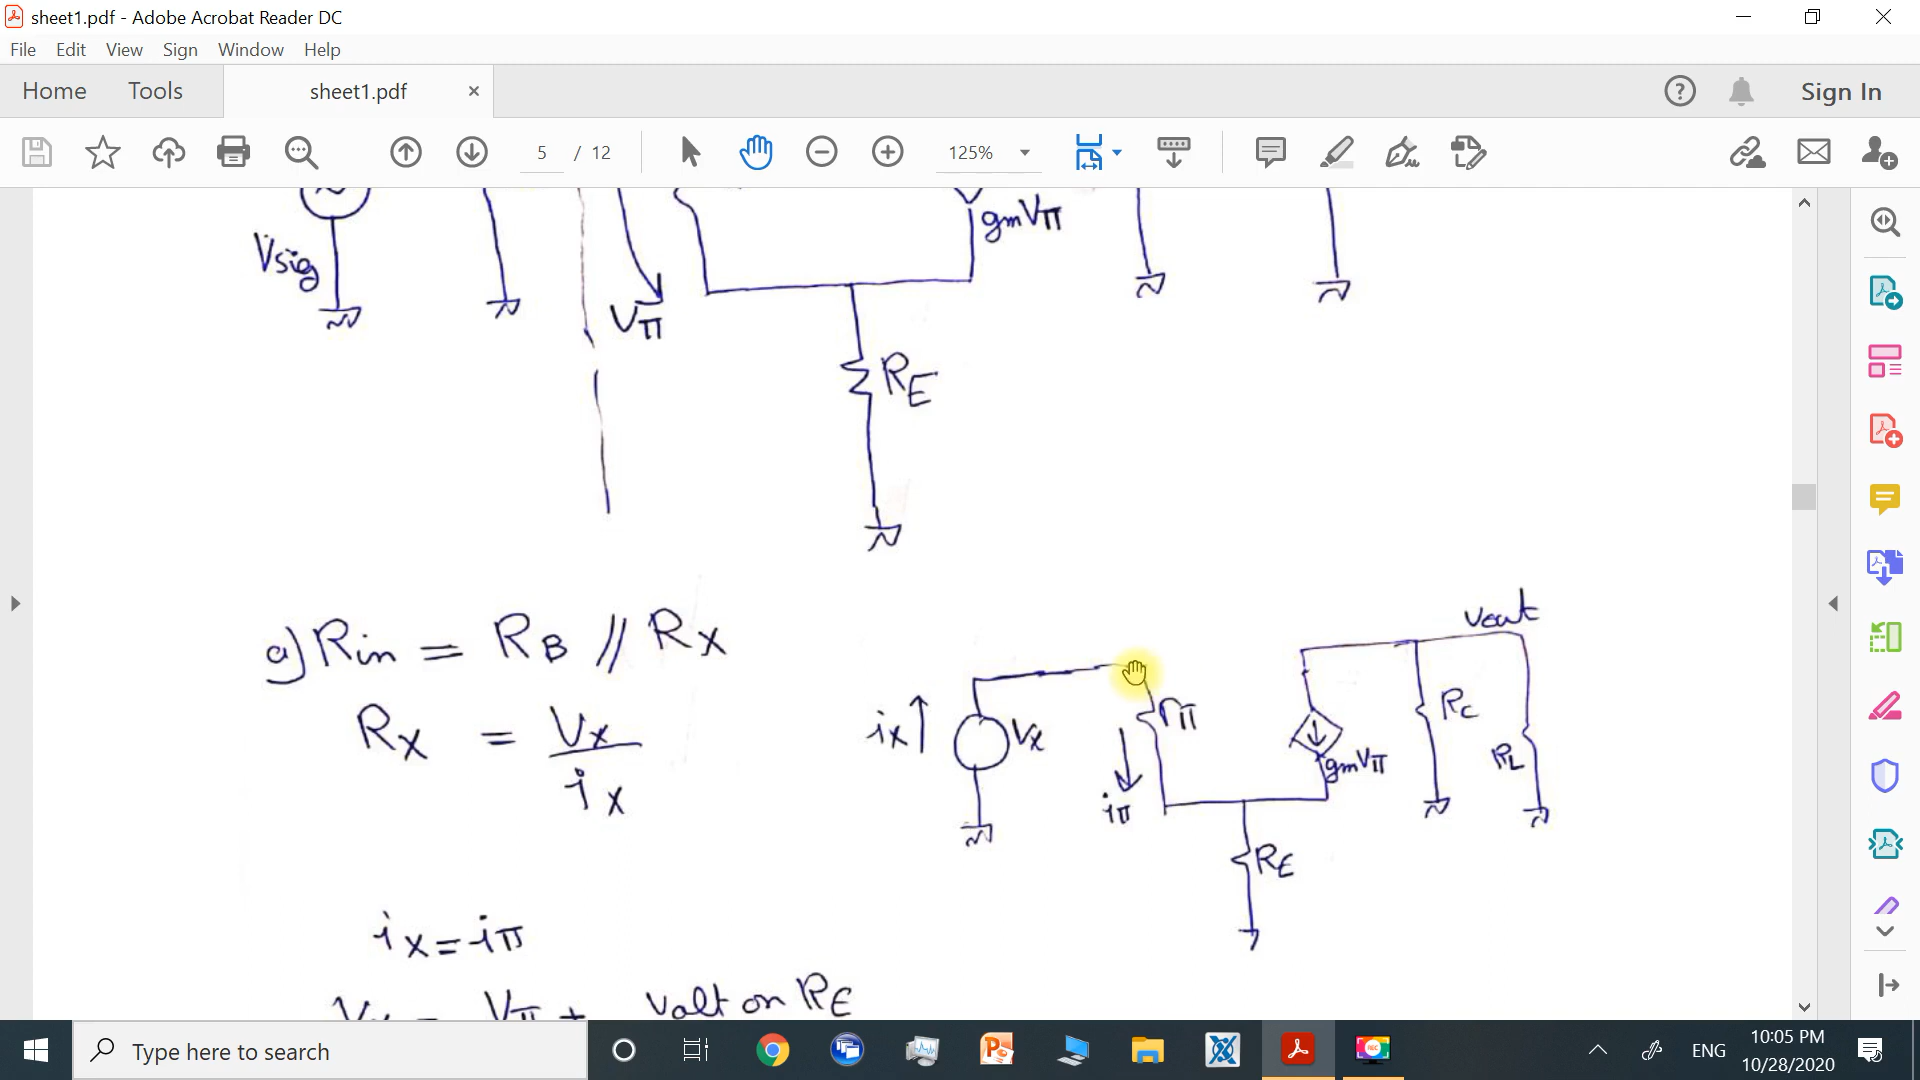 sheet1.pdf - Adobe Acrobat Reader DC
File Edit View Sign Window Help
Home Tools sheet1.pdf × Sign In
5 / 12 125%
gmVπ
Vsig
Vπ
RE
a) Rin = RB // RX
RX = Vx
ix
vout
ix Vx rπ RC
gmVπ RL
iπ
RE
ix = iπ
Vx = Vπ + Volt on RE
Type here to search
ENG
10:05 PM
10/28/2020